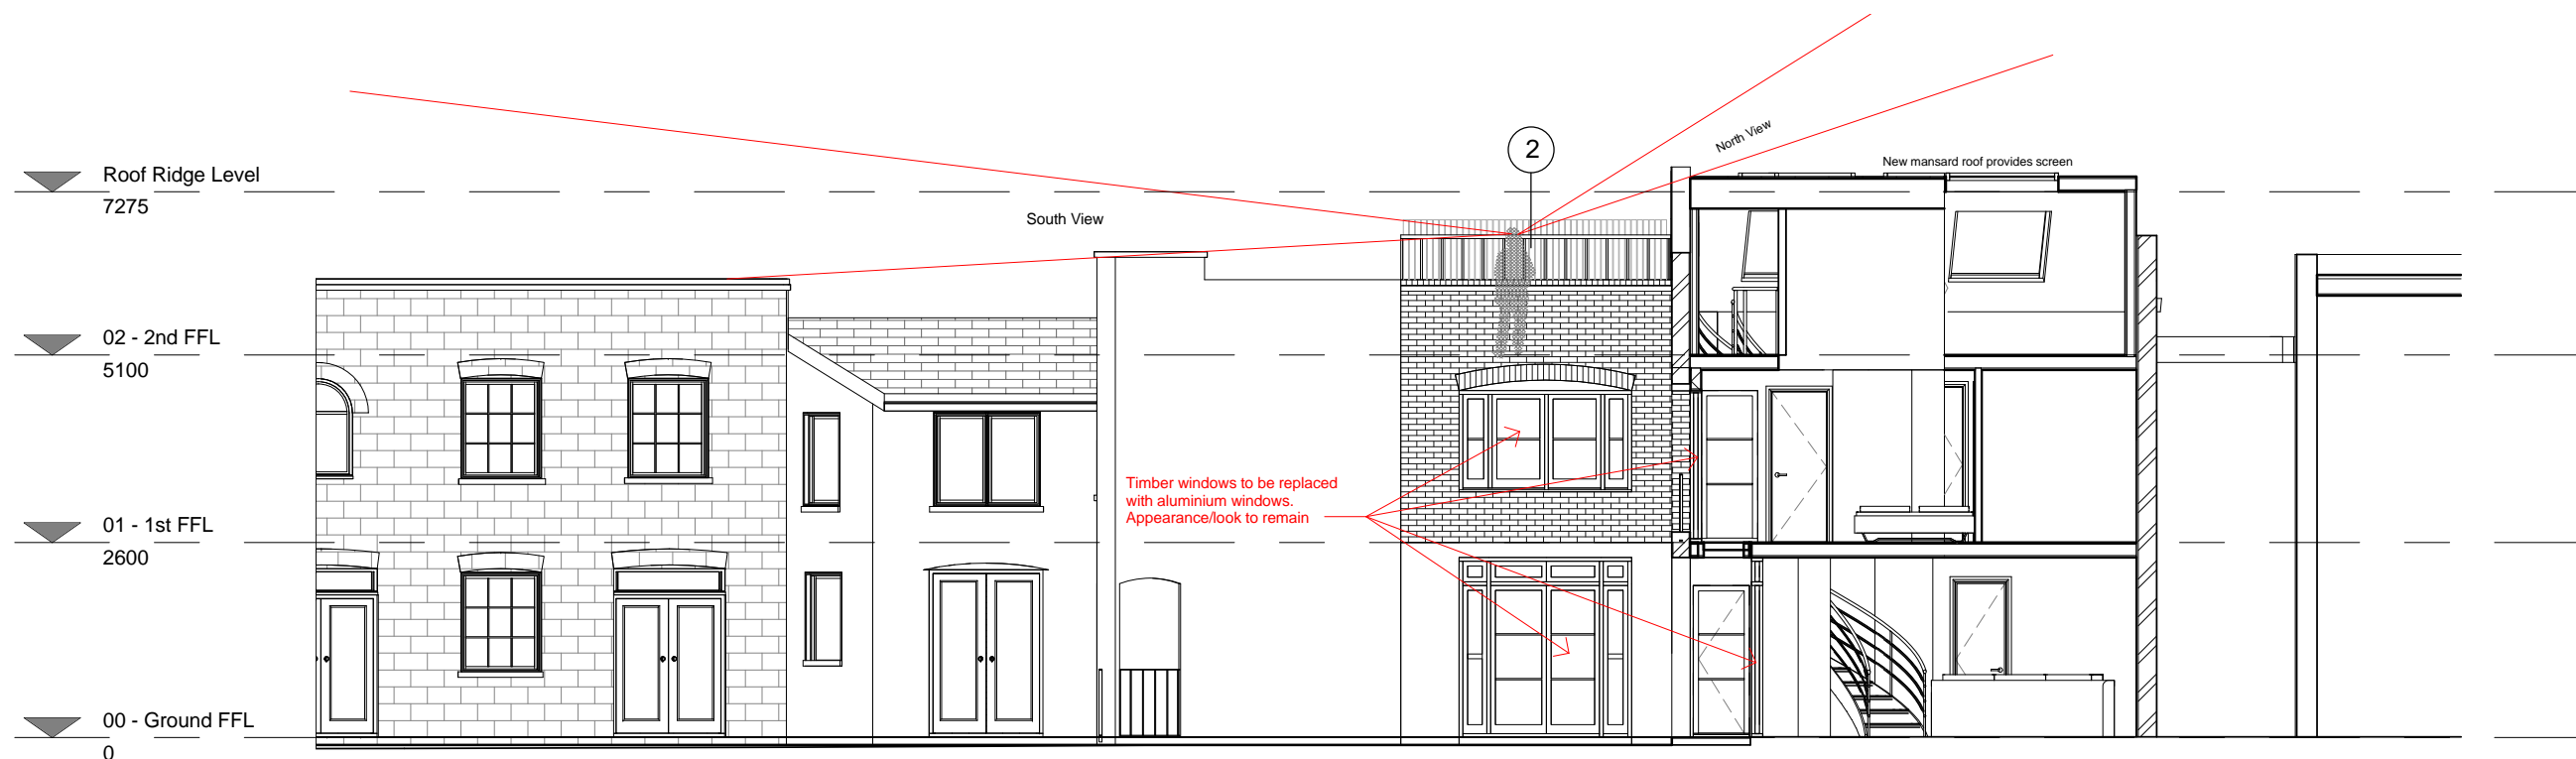 North View
2
New mansard roof provides screen
Roof Ridge Level
7275
South View
02 - 2nd FFL
5100
Timber windows to be replaced
with aluminium windows.
Appearance/look to remain
01 - 1st FFL
2600
00 - Ground FFL
0